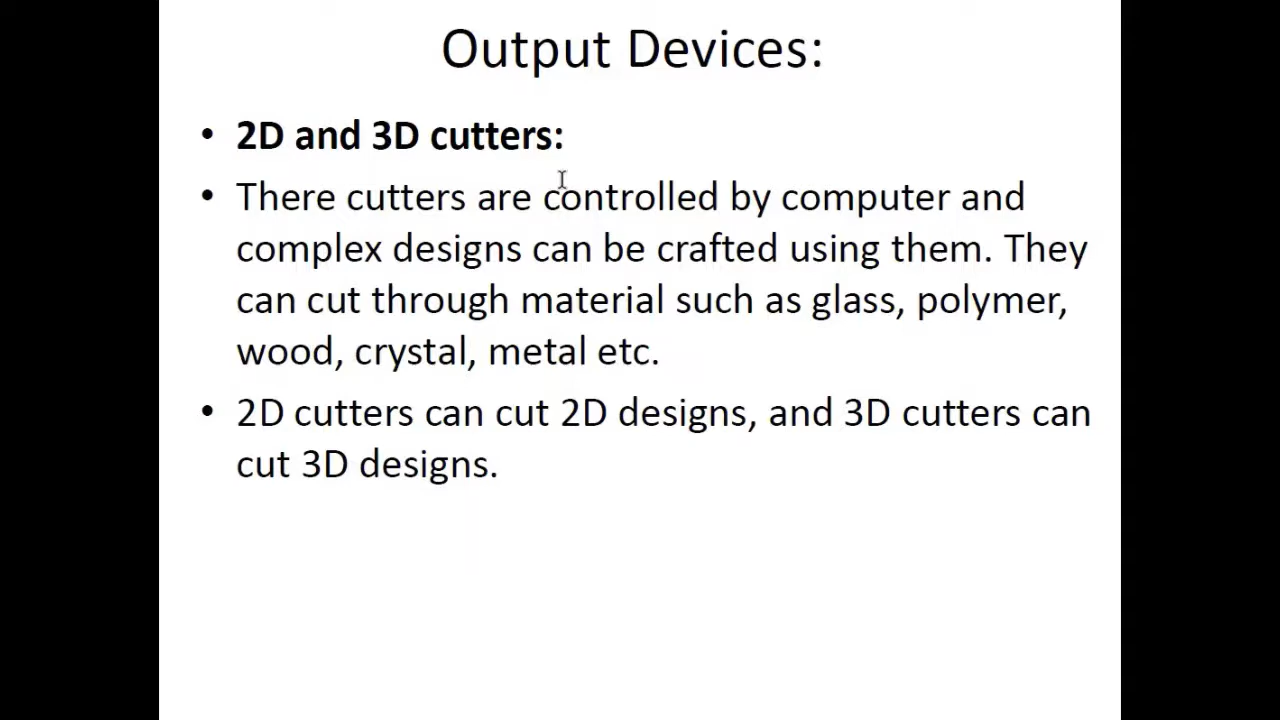 Output Devices:
• 2D and 3D cutters:
• There cutters are controlled by computer and
complex designs can be crafted using them. They
can cut through material such as glass, polymer,
wood, crystal, metal etc.
• 2D cutters can cut 2D designs, and 3D cutters can
cut 3D designs.